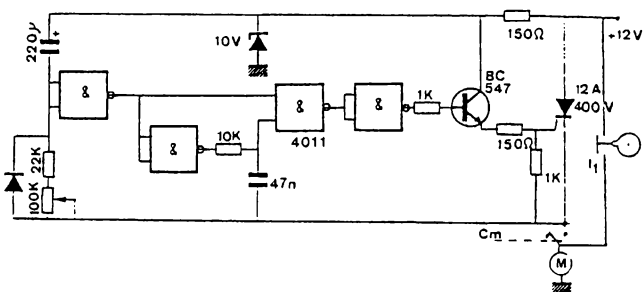 220µ
+
10V
150Ω
+12V
&
&
&
&
1K
BC
547
12A
400V
10K
4011
150Ω
1K
I1
22K
100K
47n
Cm
M